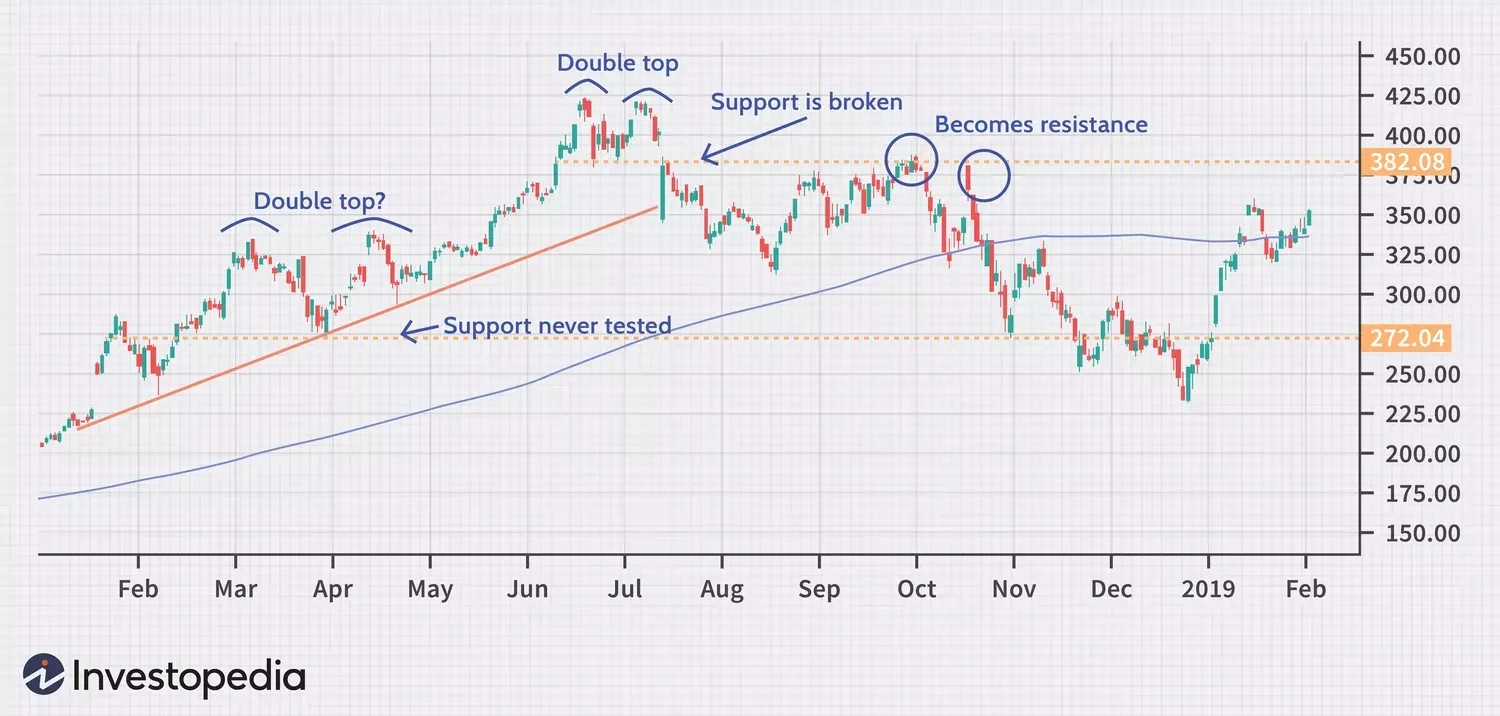 Double top
450.00
425.00
Support is broken
Becomes resistance
400.00
382.08
375.00
Double top?
350.00
325.00
300.00
Support never tested
272.04
250.00
225.00
200.00
175.00
150.00
Feb Mar Apr May Jun Jul Aug Sep Oct Nov Dec 2019 Feb
Investopedia